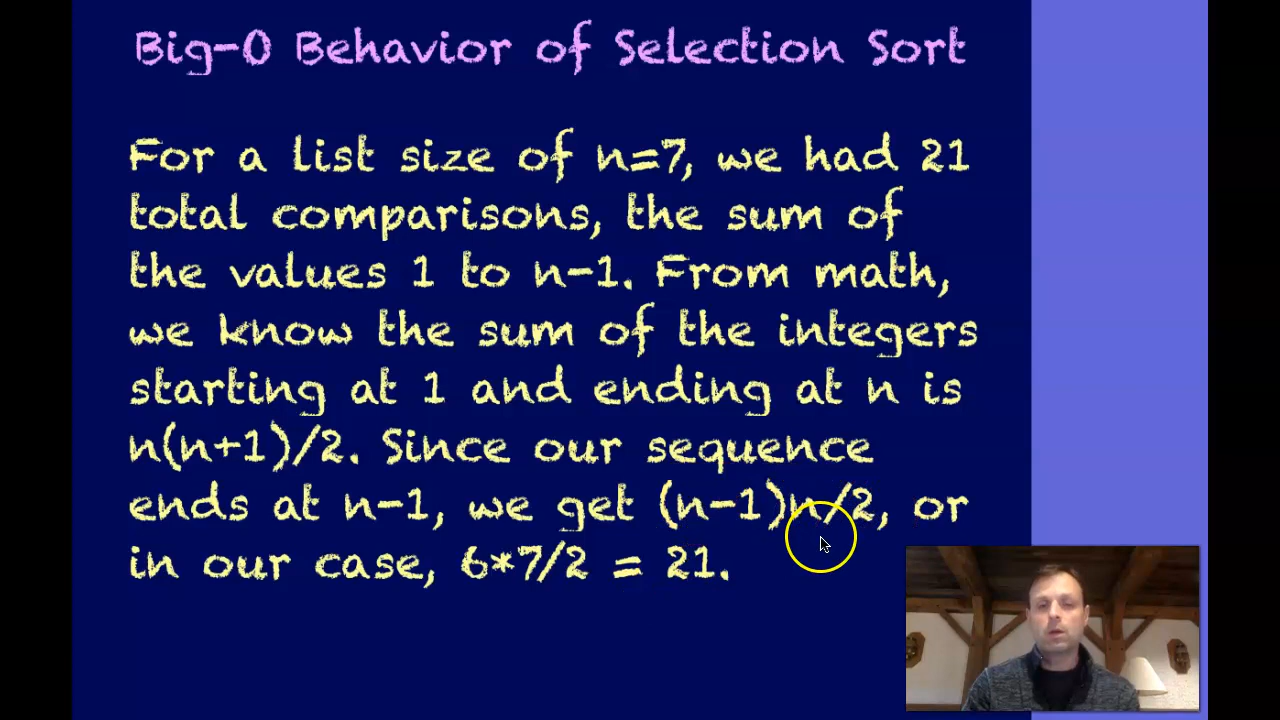 Big-O Behavior of Selection Sort
For a list size of n=7, we had 21
total comparisons, the sum of
the values 1 to n-1. From math,
we know the sum of the integers
starting at 1 and ending at n is
n(n+1)/2. Since our sequence
ends at n-1, we get (n-1)n/2, or
in our case, 6*7/2 = 21.